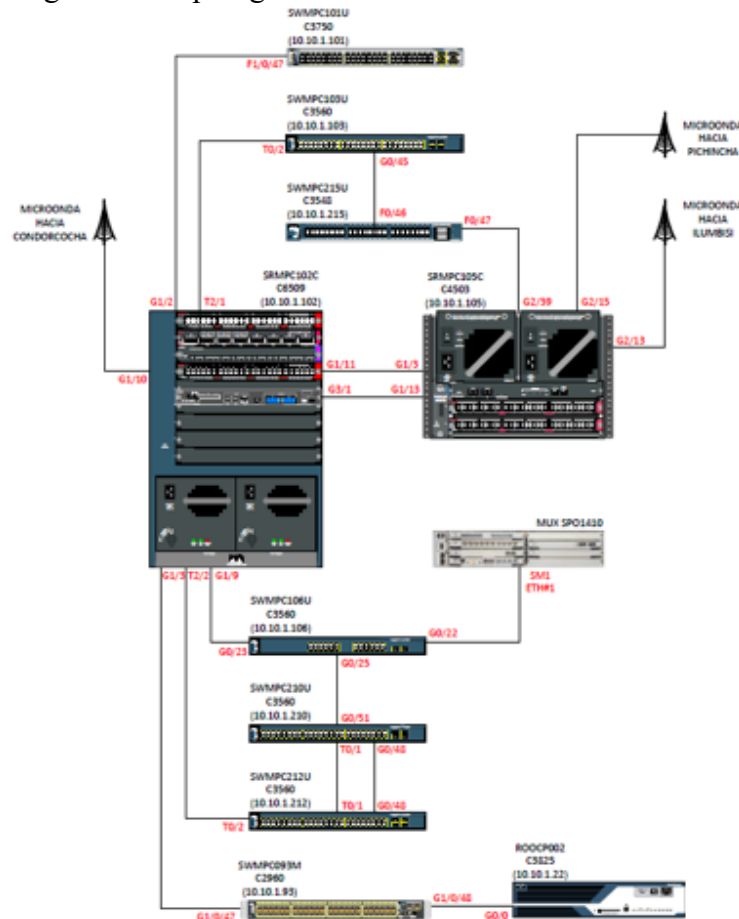 SWMPC101U
C3750
(10.10.1.101)
F1/0/47
SWMPC103U
C3560
(10.10.1.103)
T0/2
G0/45
MICROONDA
HACIA
PICHINCHA
SWMPC215U
C3548
(10.10.1.215)
F0/46
F0/47
MICROONDA
HACIA
CONDORCOCHA
MICROONDA
HACIA
ILUMBISI
SRMPC102C
C6509
(10.10.1.102)
SRMPC105C
C4503
(10.10.1.105)
G1/2
T2/1
G2/39
G2/15
G2/13
G1/10
G1/11
G1/3
G3/1
G1/13
MUX SPO1410
SM1
ETH#1
G1/3
T2/2
G1/9
SWMPC106U
C3560
(10.10.1.106)
G0/23
G0/22
G0/25
SWMPC210U
C3560
(10.10.1.210)
G0/51
T0/1
G0/48
SWMPC212U
C3560
(10.10.1.212)
T0/1
G0/48
T0/2
SWMPC093M
C2960
(10.10.1.93)
G1/0/47
G1/0/48
ROOCP002
C3825
(10.10.1.22)
G0/0